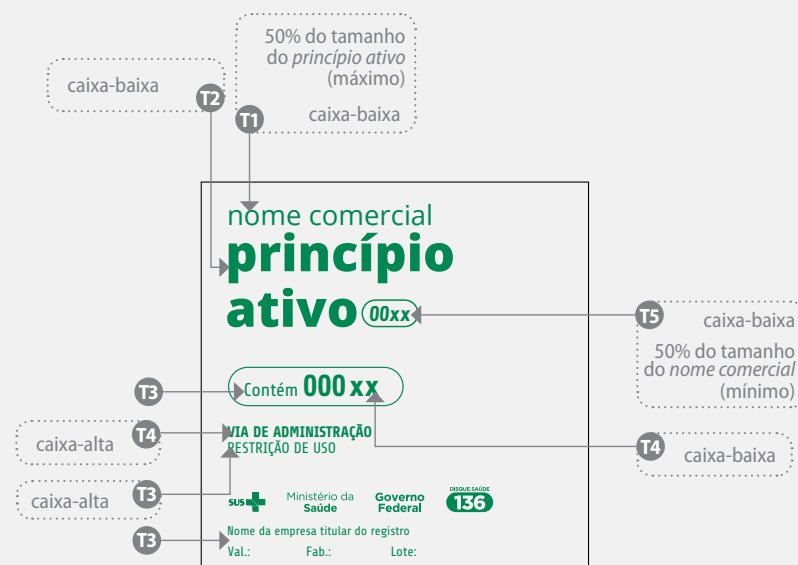 50% do tamanho
do princípio ativo
(máximo)
caixa-baixa
T1
caixa-baixa
T2
nome comercial
princípio
ativo 00xx
T5
caixa-baixa
50% do tamanho
do nome comercial
(mínimo)
T3
Contém 000 xx
caixa-alta
T4
VIA DE ADMINISTRAÇÃO
RESTRIÇÃO DE USO
T4
caixa-baixa
caixa-alta
T3
SUS
Ministério da
Saúde
Governo
Federal
DISQUE SAÚDE
136
T3
Nome da empresa titular do registro
Val.: Fab.: Lote: